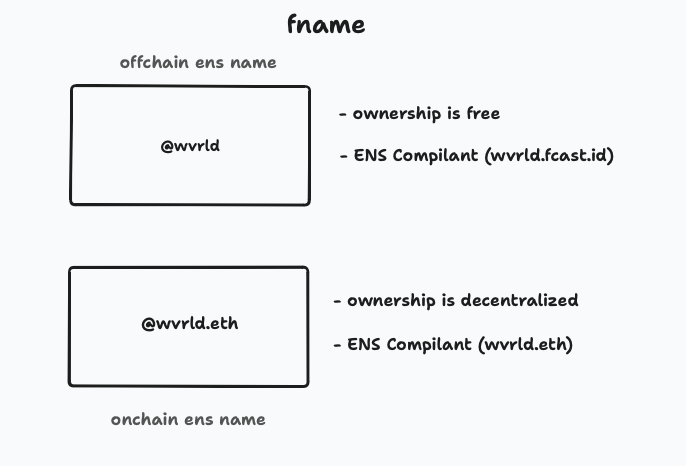 fname
offchain ens name
@wvrld
- ownership is free
- ENS Compilant (wvrld.fcast.id)
@wvrld.eth
- ownership is decentralized
- ENS Compilant (wvrld.eth)
onchain ens name